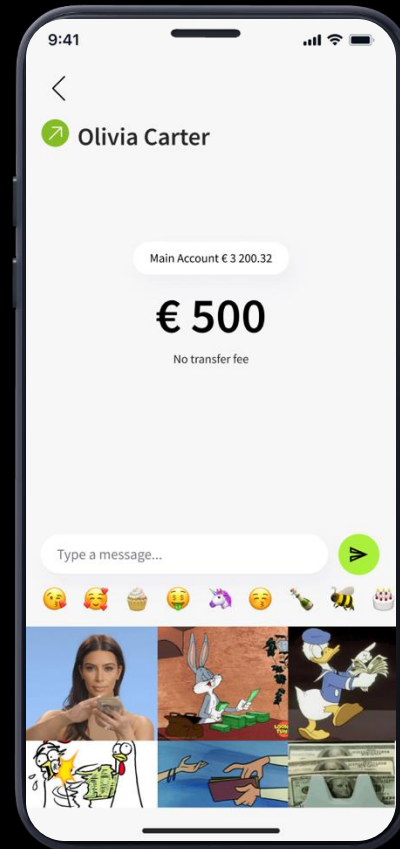 9:41
Olivia Carter
Main Account € 3 200.32
€ 500
No transfer fee
Type a message...